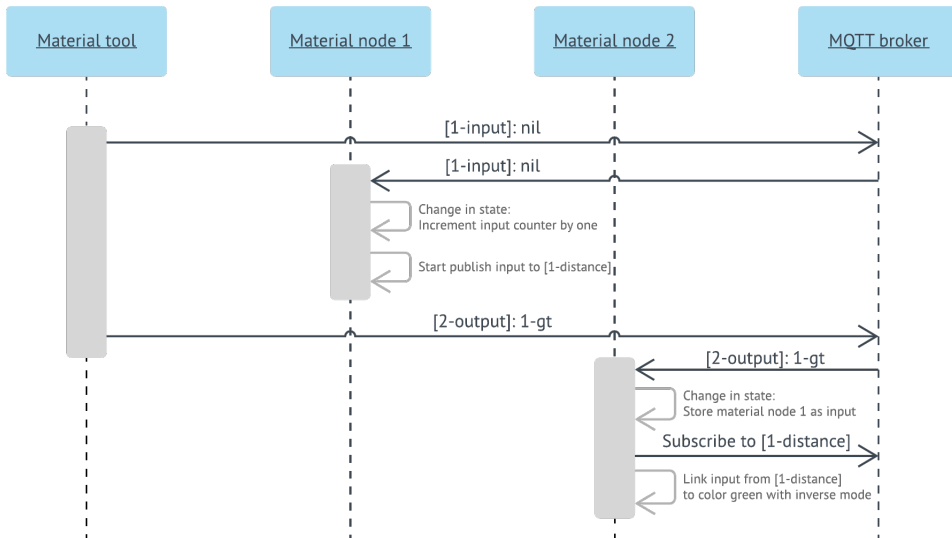 Material tool
Material node 1
Material node 2
MQTT broker
[1-input]: nil
[1-input]: nil
Change in state:
Increment input counter by one
Start publish input to [1-distance]
[2-output]: 1-gt
[2-output]: 1-gt
Change in state:
Store material node 1 as input
Subscribe to [1-distance]
Link input from [1-distance]
to color green with inverse mode